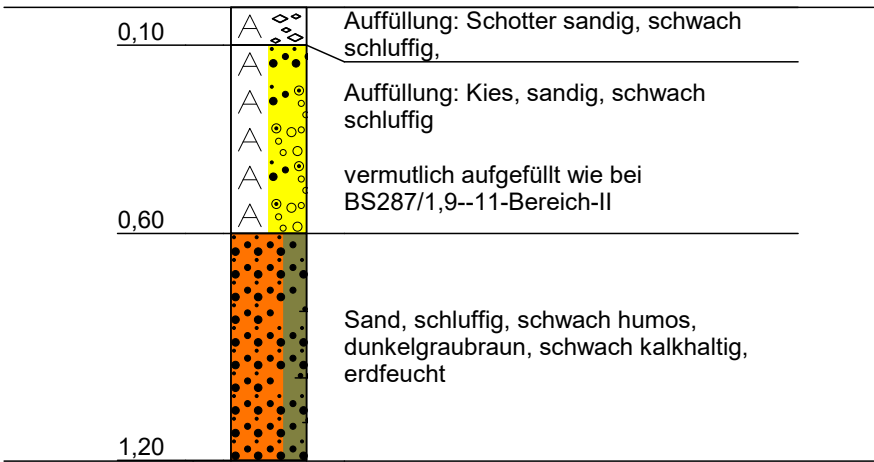 Auffüllung: Schotter sandig, schwach
schluffig,
0,10
A
A
Auffüllung: Kies, sandig, schwach
schluffig
A
A
vermutlich aufgefüllt wie bei
BS287/1,9--11-Bereich-II
A
A
0,60
Sand, schluffig, schwach humos,
dunkelgraubraun, schwach kalkhaltig,
erdfeucht
1,20